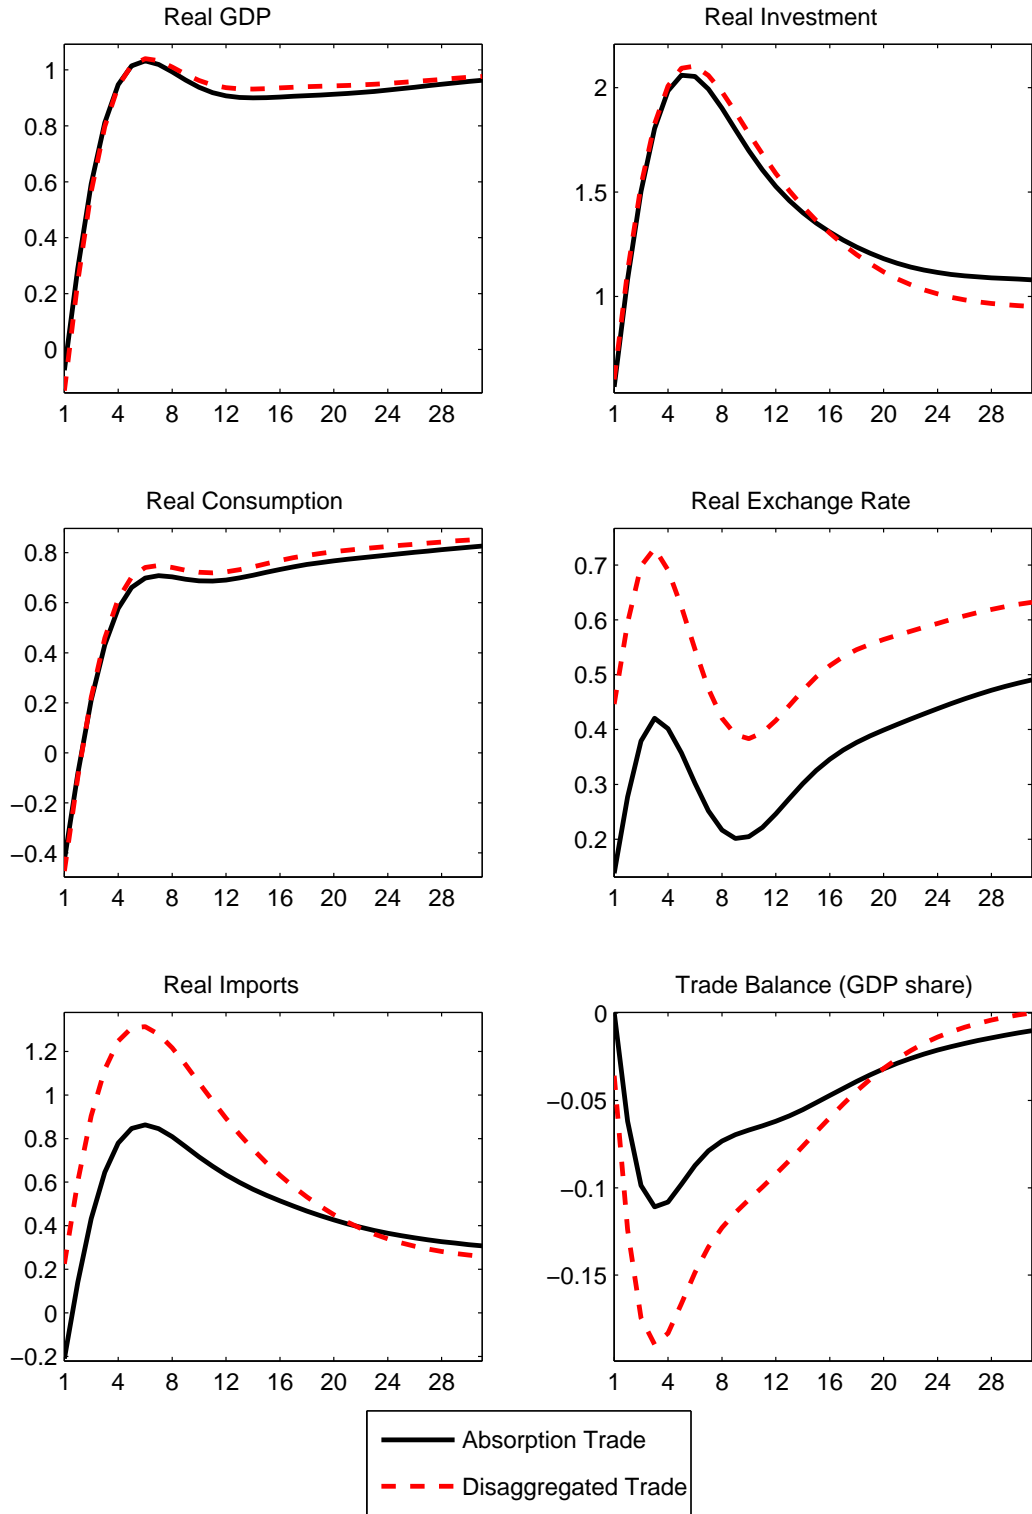 Real GDP
1
0.8
0.6
0.4
0.2
0
1 4 8 12 16 20 24 28
Real Investment
2
1.5
1
1 4 8 12 16 20 24 28
Real Consumption
0.8
0.6
0.4
0.2
0
−0.2
−0.4
1 4 8 12 16 20 24 28
Real Exchange Rate
0.7
0.6
0.5
0.4
0.3
0.2
1 4 8 12 16 20 24 28
Real Imports
1.2
1
0.8
0.6
0.4
0.2
0
−0.2
1 4 8 12 16 20 24 28
Trade Balance (GDP share)
0
−0.05
−0.1
−0.15
1 4 8 12 16 20 24 28
Absorption Trade
Disaggregated Trade